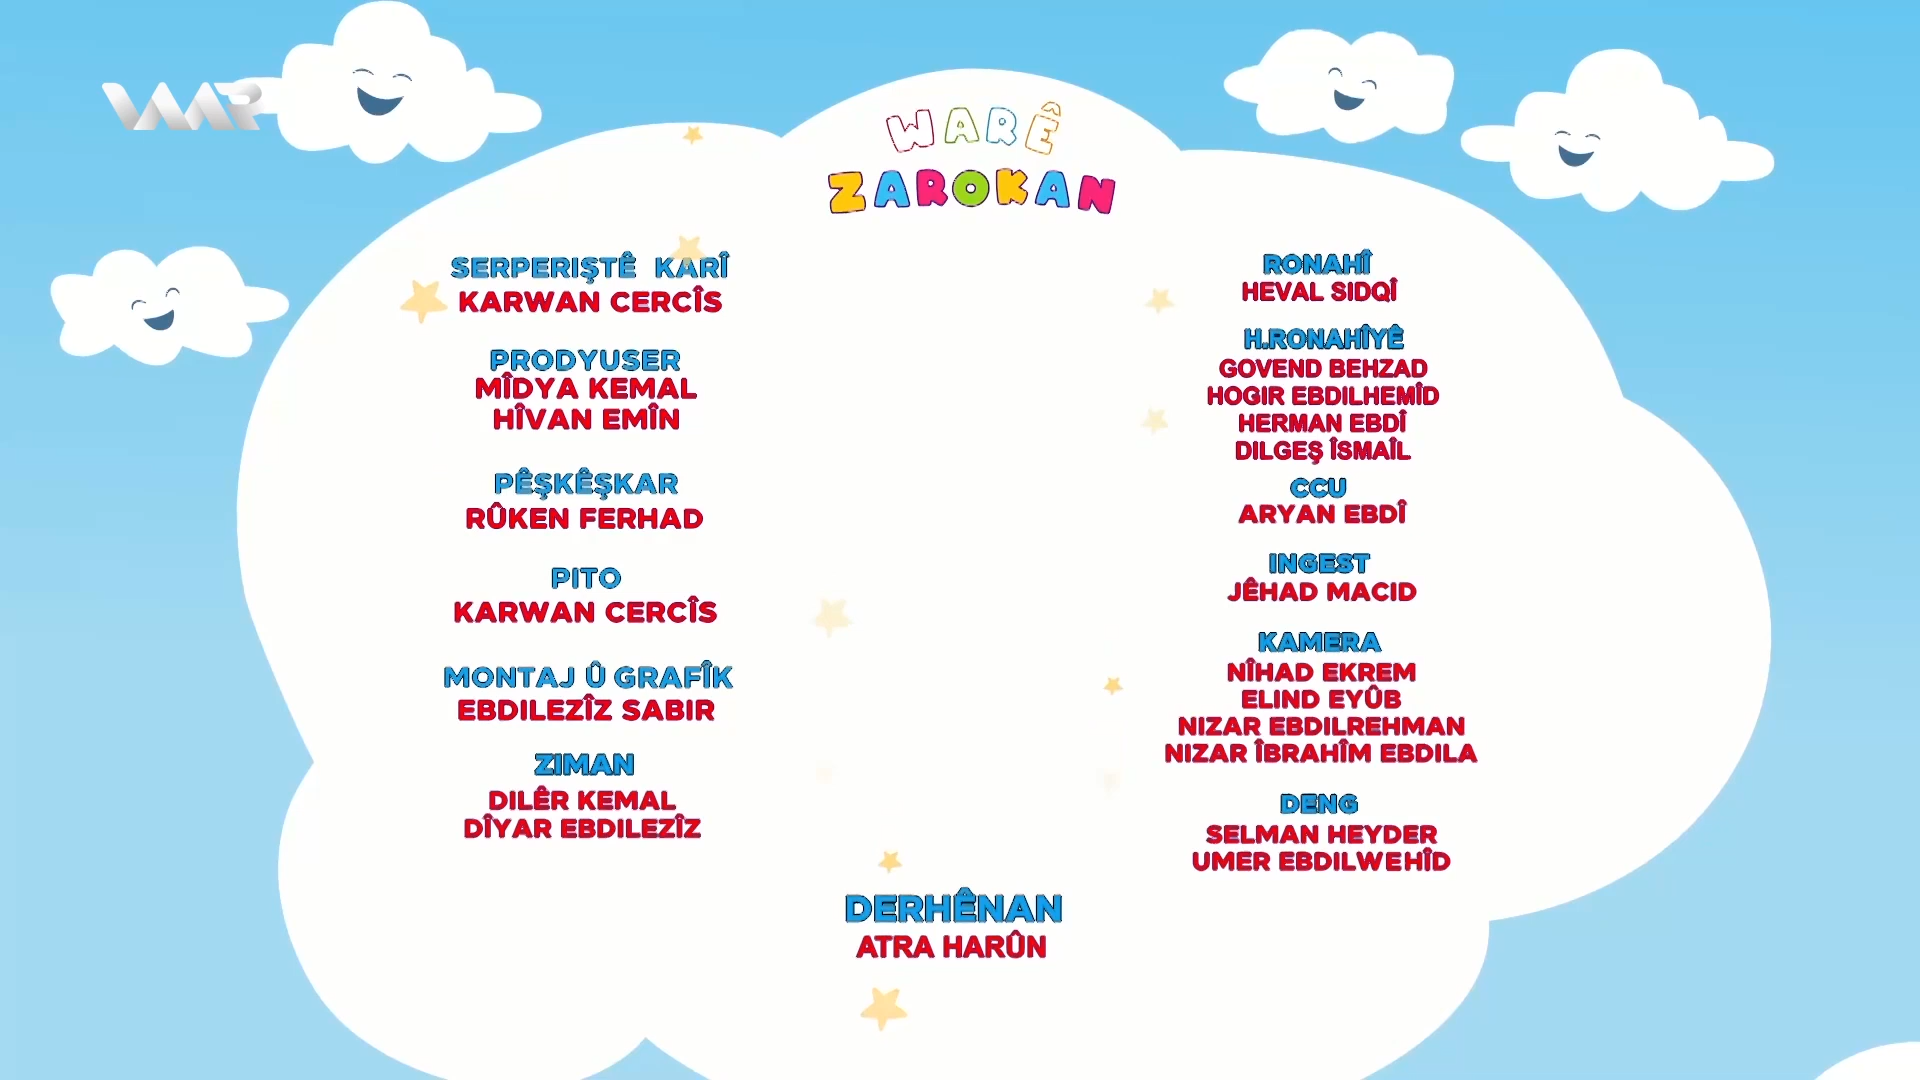 WAAR
WARÊ
ZAROKAN
SERPERIŞTÊ KARÎ
KARWAN CERCÎS
PRODYUSER
MÎDYA KEMAL
HÎVAN EMÎN
PÊŞKÊŞKAR
RÛKEN FERHAD
PITO
KARWAN CERCÎS
MONTAJ Û GRAFÎK
EBDILEZÎZ SABIR
ZIMAN
DILÊR KEMAL
DÎYAR EBDILEZÎZ
RONAHÎ
HEVAL SIDQÎ
H.RONAHÎYÊ
GOVEND BEHZAD
HOGIR EBDILHEMÎD
HERMAN EBDÎ
DILGEŞ ÎSMAÎL
CCU
ARYAN EBDÎ
INGEST
JÊHAD MACID
KAMERA
NÎHAD EKREM
ELIND EYÛB
NIZAR EBDILREHMAN
NIZAR ÎBRAHÎM EBDILA
DENG
SELMAN HEYDER
UMER EBDILWEHÎD
DERHÊNAN
ATRA HARÛN